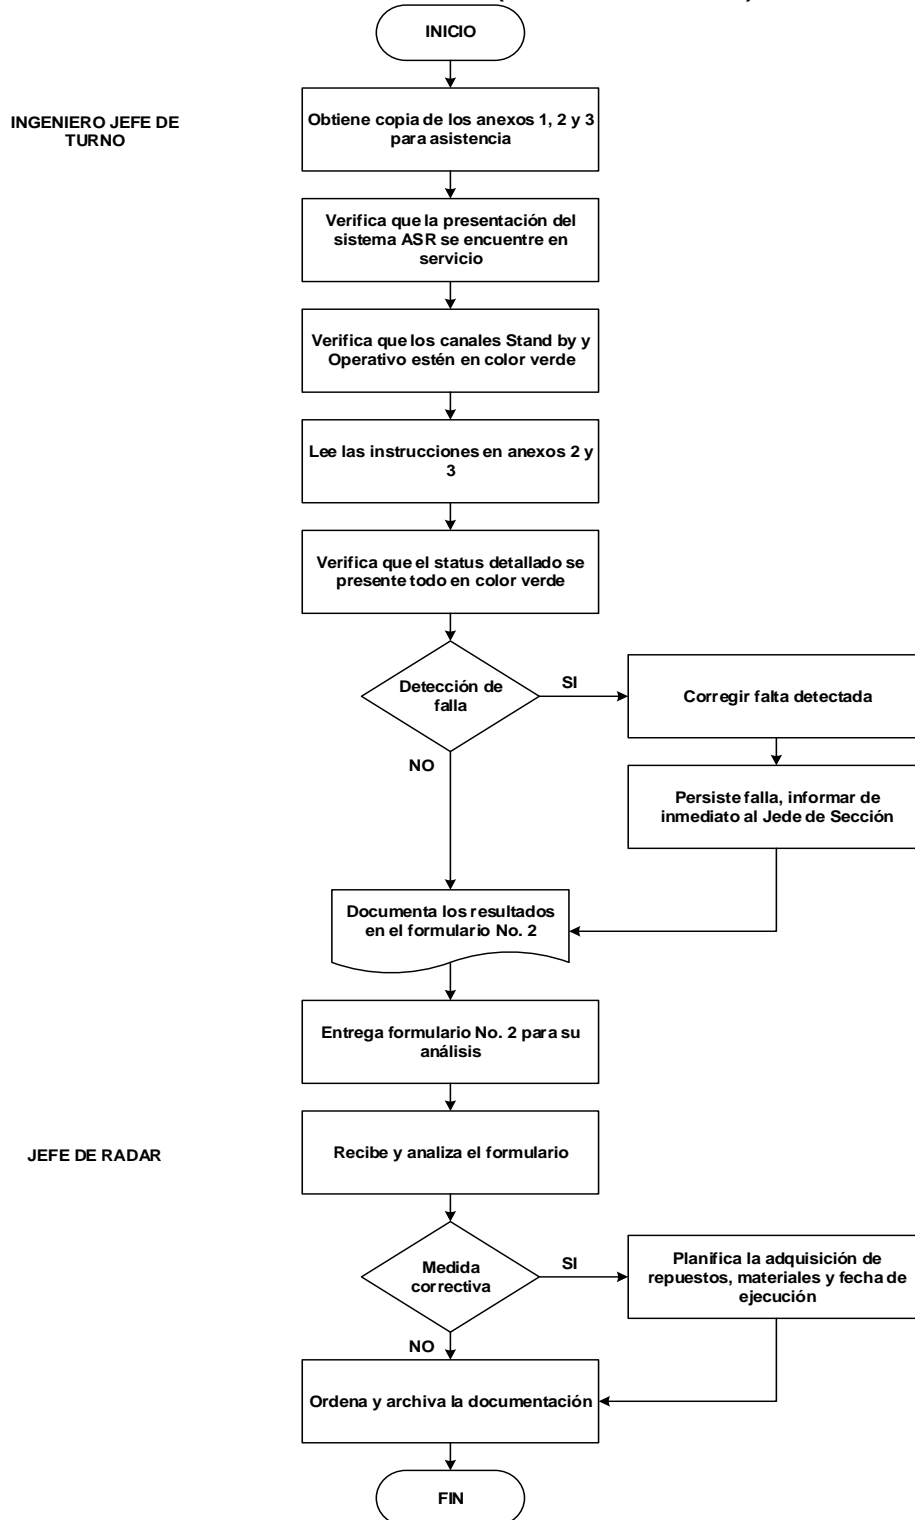 INICIO
INGENIERO JEFE DE
TURNO
Obtiene copia de los anexos 1, 2 y 3
para asistencia
Verifica que la presentación del
sistema ASR se encuentre en
servicio
Verifica que los canales Stand by y
Operativo estén en color verde
Lee las instrucciones en anexos 2 y
3
Verifica que el status detallado se
presente todo en color verde
Detección de
falla
SI
Corregir falta detectada
NO
Persiste falla, informar de
inmediato al Jede de Sección
Documenta los resultados
en el formulario No. 2
Entrega formulario No. 2 para su
análisis
JEFE DE RADAR
Recibe y analiza el formulario
Medida
correctiva
SI
Planifica la adquisición de
repuestos, materiales y fecha de
ejecución
NO
Ordena y archiva la documentación
FIN